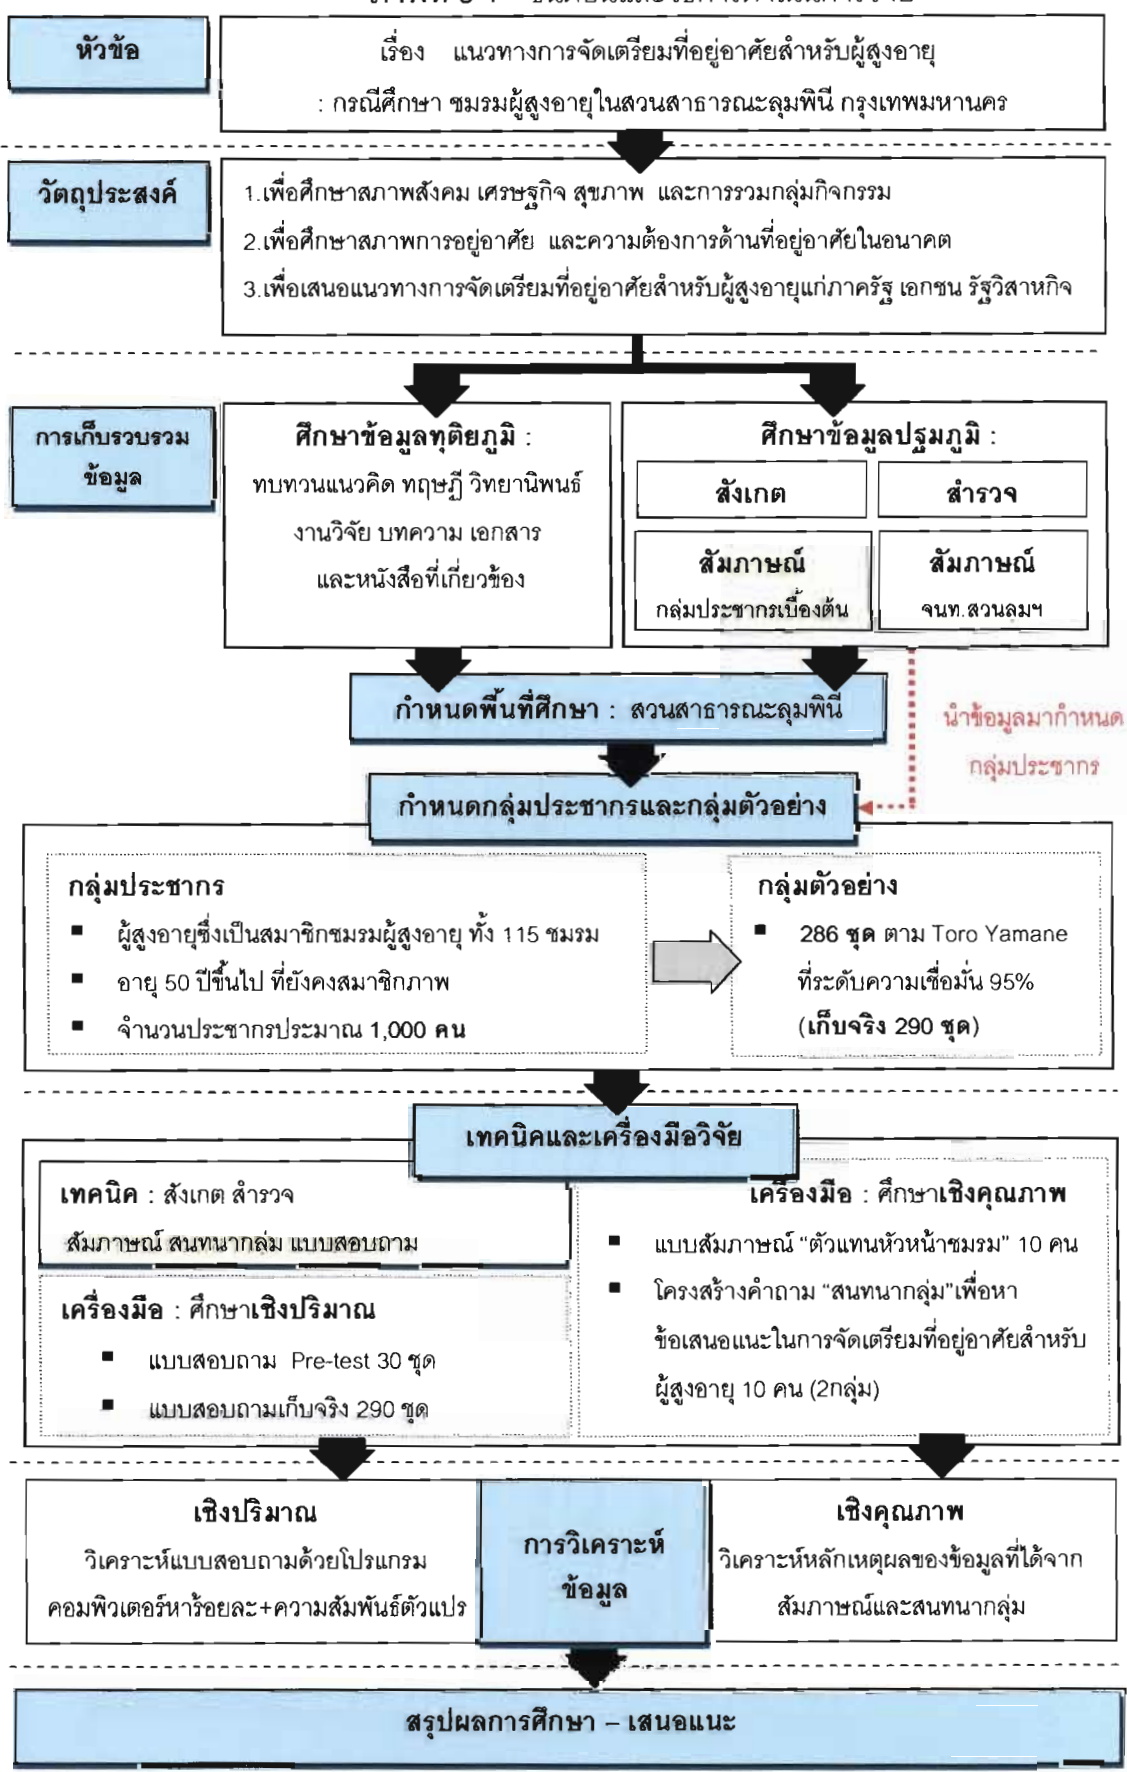 หัวข้อ
เรื่อง แนวทางการจัดเตรียมที่อยู่อาศัยสำหรับผู้สูงอายุ
: กรณีศึกษา ชมรมผู้สูงอายุในสวนสาธารณะลุมพินี กรุงเทพมหานคร
วัตถุประสงค์
1.เพื่อศึกษาสภาพสังคม เศรษฐกิจ สุขภาพ และการรวมกลุ่มกิจกรรม
2.เพื่อศึกษาสภาพการอยู่อาศัย และความต้องการด้านที่อยู่อาศัยในอนาคต
3.เพื่อเสนอแนวทางการจัดเตรียมที่อยู่อาศัยสำหรับผู้สูงอายุแก่ภาครัฐ เอกชน รัฐวิสาหกิจ
การเก็บรวบรวม
ข้อมูล
ศึกษาข้อมูลทุติยภูมิ :
ทบทวนแนวคิด ทฤษฎี วิทยานิพนธ์
งานวิจัย บทความ เอกสาร
และหนังสือที่เกี่ยวข้อง
ศึกษาข้อมูลปฐมภูมิ :
สังเกต
สำรวจ
สัมภาษณ์
กลุ่มประชากรเบื้องต้น
สัมภาษณ์
จนท.สวนลมฯ
กำหนดพื้นที่ศึกษา : สวนสาธารณะลุมพินี
นำข้อมูลมากำหนด
กลุ่มประชากร
กำหนดกลุ่มประชากรและกลุ่มตัวอย่าง
กลุ่มประชากร
▪ ผู้สูงอายุซึ่งเป็นสมาชิกชมรมผู้สูงอายุ ทั้ง 115 ชมรม
▪ อายุ 50 ปีขึ้นไป ที่ยังคงสมาชิกภาพ
▪ จำนวนประชากรประมาณ 1,000 คน
กลุ่มตัวอย่าง
▪ 286 ชุด ตาม Toro Yamane
ที่ระดับความเชื่อมั่น 95%
(เก็บจริง 290 ชุด)
เทคนิคและเครื่องมือวิจัย
เทคนิค : สังเกต สำรวจ
สัมภาษณ์ สนทนากลุ่ม แบบสอบถาม
เครื่องมือ : ศึกษาเชิงปริมาณ
▪ แบบสอบถาม Pre-test 30 ชุด
▪ แบบสอบถามเก็บจริง 290 ชุด
เครื่องมือ : ศึกษาเชิงคุณภาพ
▪ แบบสัมภาษณ์ “ตัวแทนหัวหน้าชมรม” 10 คน
▪ โครงสร้างคำถาม “สนทนากลุ่ม”เพื่อหา
ข้อเสนอแนะในการจัดเตรียมที่อยู่อาศัยสำหรับ
ผู้สูงอายุ 10 คน (2กลุ่ม)
เชิงปริมาณ
วิเคราะห์แบบสอบถามด้วยโปรแกรม
คอมพิวเตอร์หาร้อยละ+ความสัมพันธ์ตัวแปร
การวิเคราะห์
ข้อมูล
เชิงคุณภาพ
วิเคราะห์หลักเหตุผลของข้อมูลที่ได้จาก
สัมภาษณ์และสนทนากลุ่ม
สรุปผลการศึกษา – เสนอแนะ